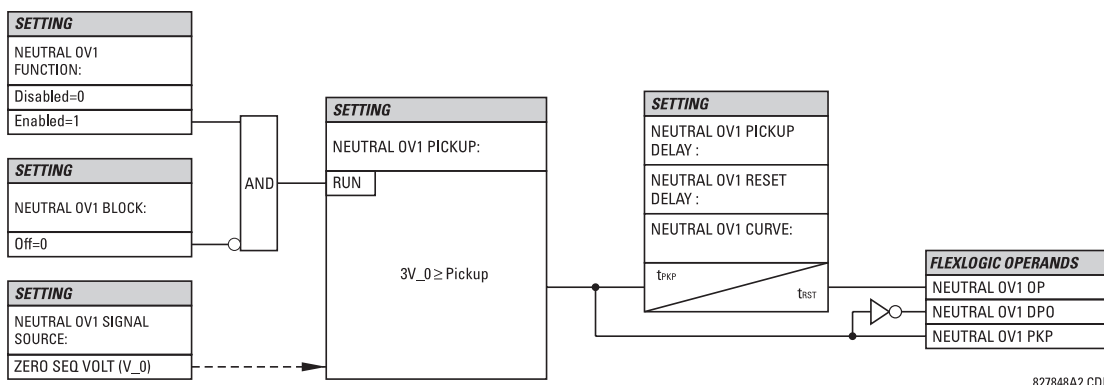 SETTING
NEUTRAL OV1
FUNCTION:
Disabled=0
Enabled=1
SETTING
NEUTRAL OV1 BLOCK:
Off=0
SETTING
NEUTRAL OV1 SIGNAL
SOURCE:
ZERO SEQ VOLT (V_0)
AND
SETTING
NEUTRAL OV1 PICKUP:
RUN
3V_0 ≥ Pickup
SETTING
NEUTRAL OV1 PICKUP
DELAY :
NEUTRAL OV1 RESET
DELAY :
NEUTRAL OV1 CURVE:
tPKP
tRST
FLEXLOGIC OPERANDS
NEUTRAL OV1 OP
NEUTRAL OV1 DPO
NEUTRAL OV1 PKP